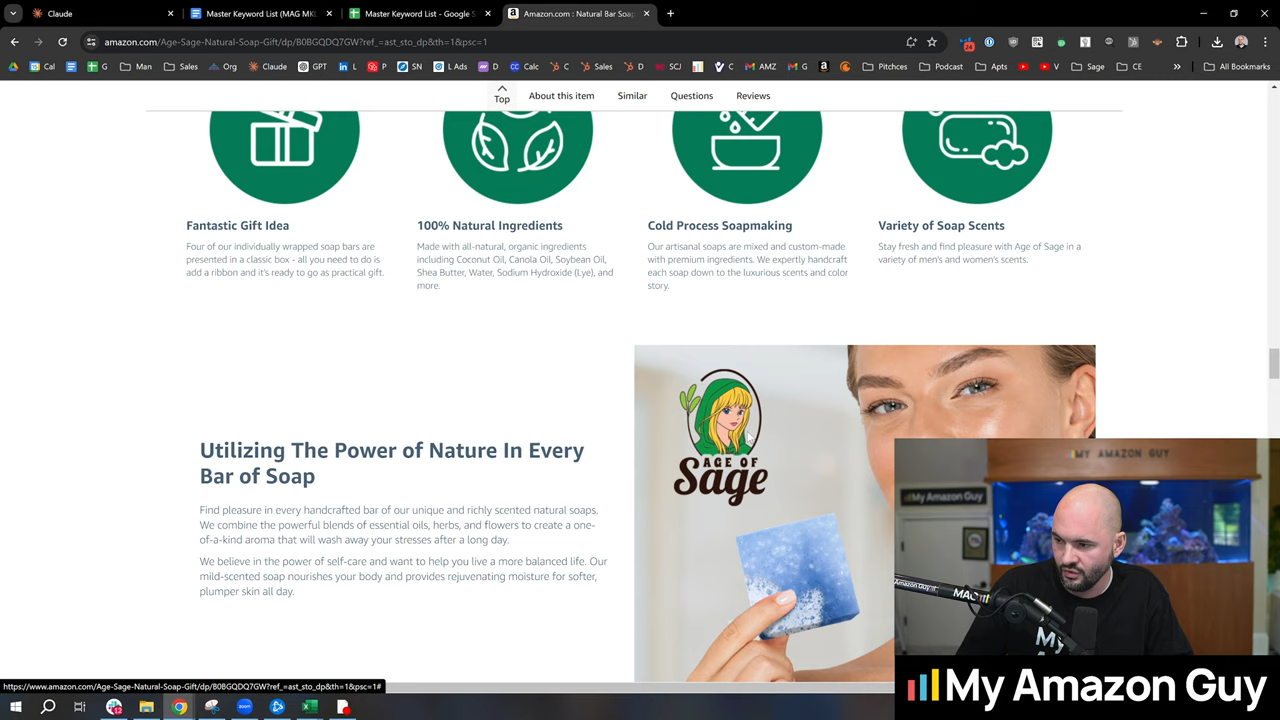 Claude
Master Keyword List (MAG MKL
Master Keyword List - Google S
Amazon.com : Natural Bar Soap
amazon.com/Age-Sage-Natural-Soap-Gift/dp/B0BGQDQ7GW?ref_=ast_sto_dp&th=1&psc=1
Cal
G
Man
Sales
Org
Claude
GPT
L
P
SN
L Ads
D
Calc
C
Sales
D
SCJ
C
AMZ
G
Pitchces
Podcast
Apts
V
Sage
CE
All Bookmarks
Top
About this item
Similar
Questions
Reviews
Fantastic Gift Idea
Four of our individually wrapped soap bars are
presented in a classic box - all you need to do is
add a ribbon and it's ready to go as practical gift.
100% Natural Ingredients
Made with all-natural, organic ingredients
including Coconut Oil, Canola Oil, Soybean Oil,
Shea Butter, Water, Sodium Hydroxide (Lye), and
more.
Cold Process Soapmaking
Our artisanal soaps are mixed and custom-made
with premium ingredients. We expertly handcraft
each soap down to the luxurious scents and color
story.
Variety of Soap Scents
Stay fresh and find pleasure with Age of Sage in a
variety of men's and women's scents.
Utilizing The Power of Nature In Every
Bar of Soap
Find pleasure in every handcrafted bar of our unique and richly scented natural soaps.
We combine the powerful blends of essential oils, herbs, and flowers to create a one-
of-a-kind aroma that will wash away your stresses after a long day.
We believe in the power of self-care and want to help you live a more balanced life. Our
mild-scented soap nourishes your body and provides rejuvenating moisture for softer,
plumper skin all day.
AGE OF
Sage
MY AMAZON GUY
My Amazon Guy
My Amazon Guy
MAG
My
My Amazon Guy
https://www.amazon.com/Age-Sage-Natural-Soap-Gift/dp/B0BGQDQ7GW?ref_=ast_sto_dp&th=1&psc=1#